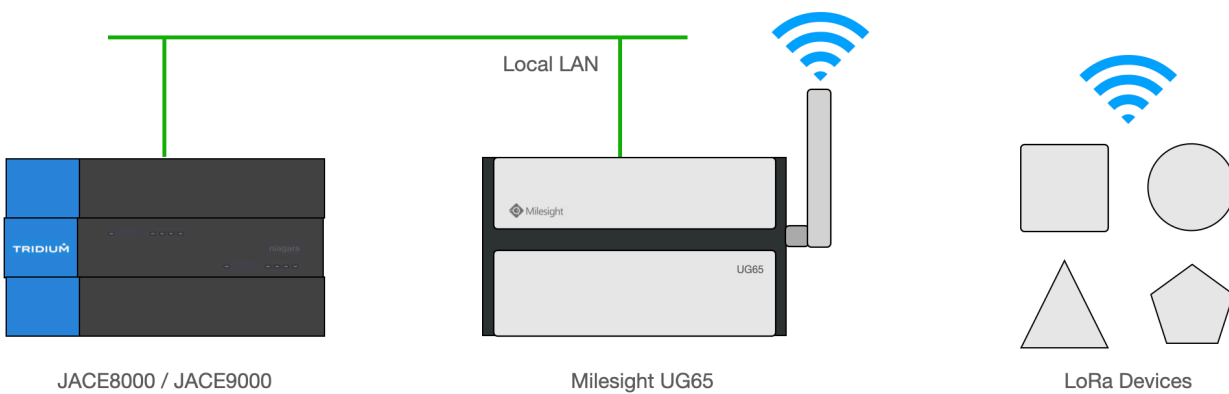 Local LAN
TRIDIUM
niagara
Milesight
UG65
JACE8000 / JACE9000
Milesight UG65
LoRa Devices